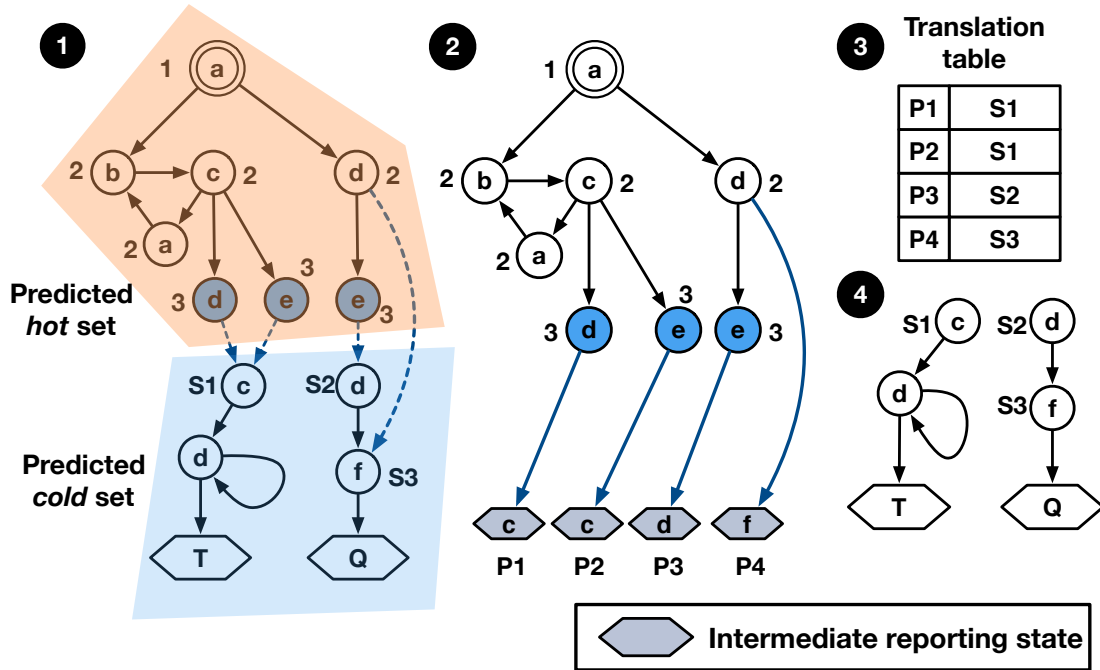 1
a
1
2
b
c
2
d
2
2
a
3
3
d
e
e
3
Predicted
hot set
S1
c
S2
d
Predicted
cold set
d
f
S3
T
Q
2
1
a
2
b
c
2
d
2
2
a
3
3
d
e
e
3
c
c
d
f
P1
P2
P3
P4
3
Translation
table
P1 S1
P2 S1
P3 S2
P4 S3
4
S1
c
S2
d
d
S3
f
T
Q
Intermediate reporting state